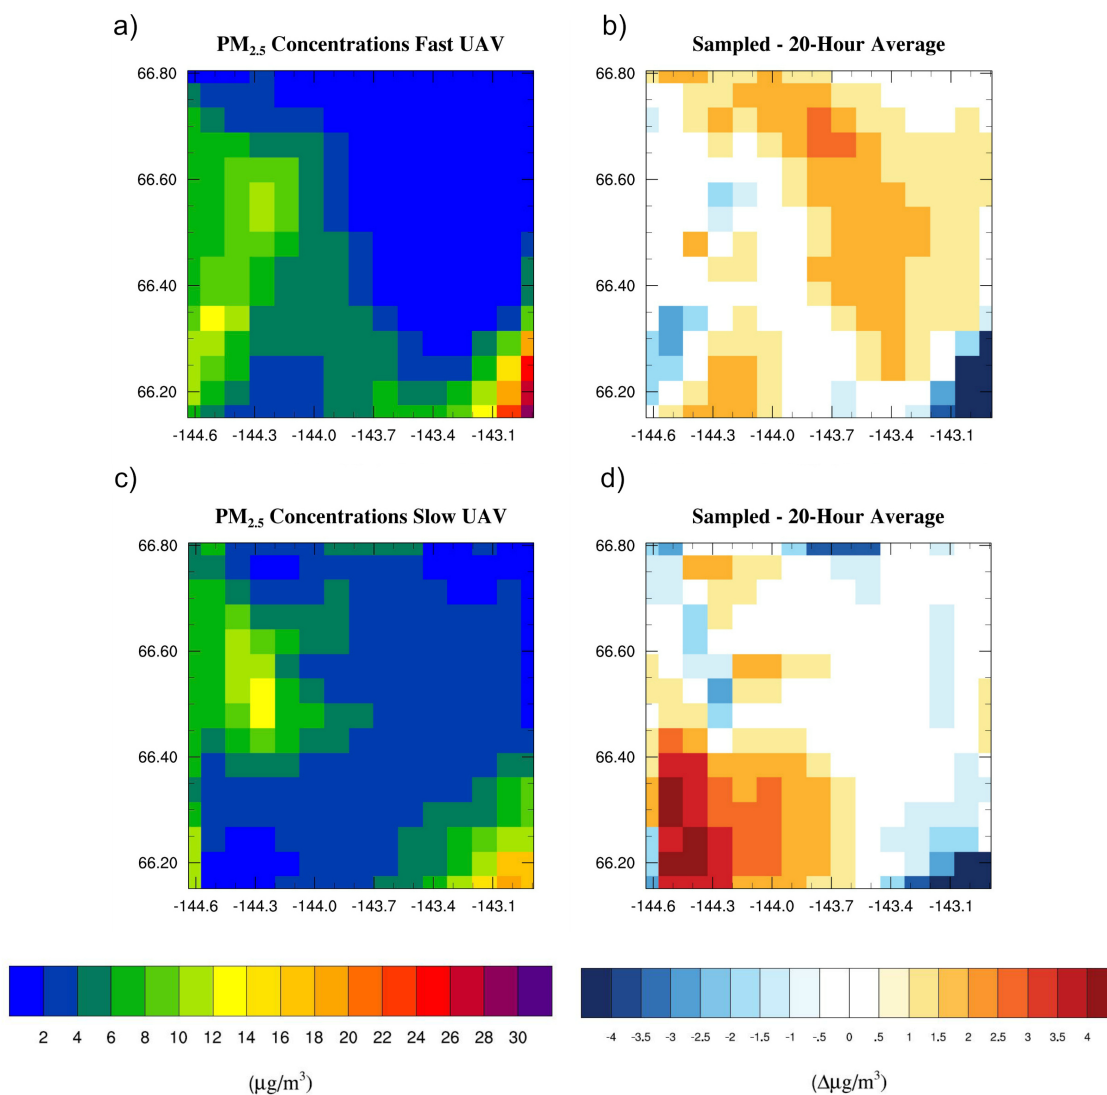 a)
PM2.5 Concentrations Fast UAV
66.80
66.60
66.40
66.20
-144.6 -144.3 -144.0 -143.7 -143.4 -143.1
b)
Sampled - 20-Hour Average
66.80
66.60
66.40
66.20
-144.6 -144.3 -144.0 -143.7 -143.4 -143.1
c)
PM2.5 Concentrations Slow UAV
66.80
66.60
66.40
66.20
-144.6 -144.3 -144.0 -143.7 -143.4 -143.1
d)
Sampled - 20-Hour Average
66.80
66.60
66.40
66.20
-144.6 -144.3 -144.0 -143.7 -143.4 -143.1
2 4 6 8 10 12 14 16 18 20 22 24 26 28 30
(μg/m³)
-4 -3.5 -3 -2.5 -2 -1.5 -1 -.5 0 .5 1 1.5 2 2.5 3 3.5 4
(Δμg/m³)